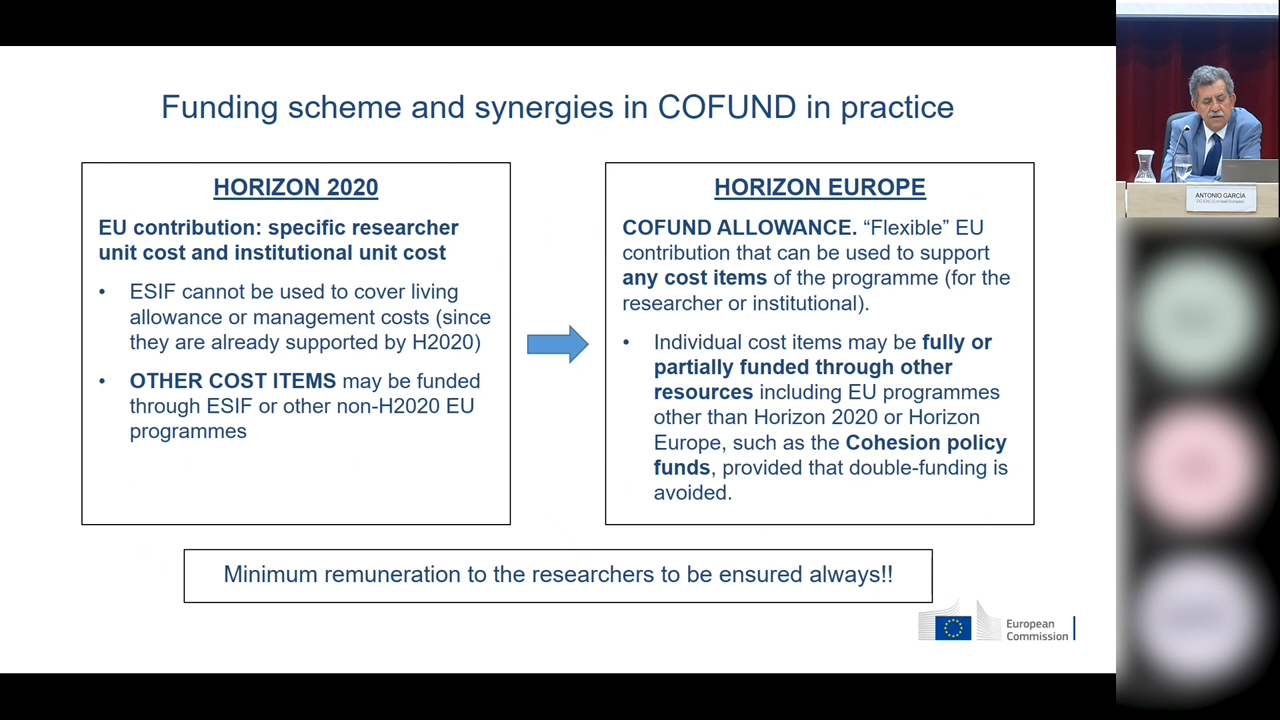 Funding scheme and synergies in COFUND in practice
HORIZON 2020
EU contribution: specific researcher
unit cost and institutional unit cost
• ESIF cannot be used to cover living
allowance or management costs (since
they are already supported by H2020)
• OTHER COST ITEMS may be funded
through ESIF or other non-H2020 EU
programmes
HORIZON EUROPE
COFUND ALLOWANCE. “Flexible” EU
contribution that can be used to support
any cost items of the programme (for the
researcher or institutional).
• Individual cost items may be fully or
partially funded through other
resources including EU programmes
other than Horizon 2020 or Horizon
Europe, such as the Cohesion policy
funds, provided that double-funding is
avoided.
Minimum remuneration to the researchers to be ensured always!!
European
Commission
ANTONIO GARCÍA